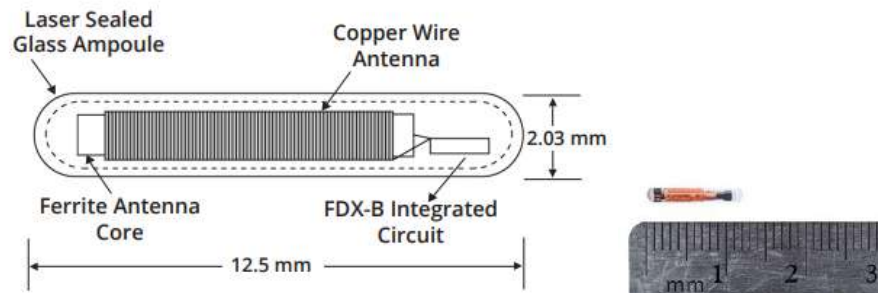 Laser Sealed
Glass Ampoule
Copper Wire
Antenna
2.03 mm
Ferrite Antenna
Core
FDX-B Integrated
Circuit
12.5 mm
mm 1 2 3